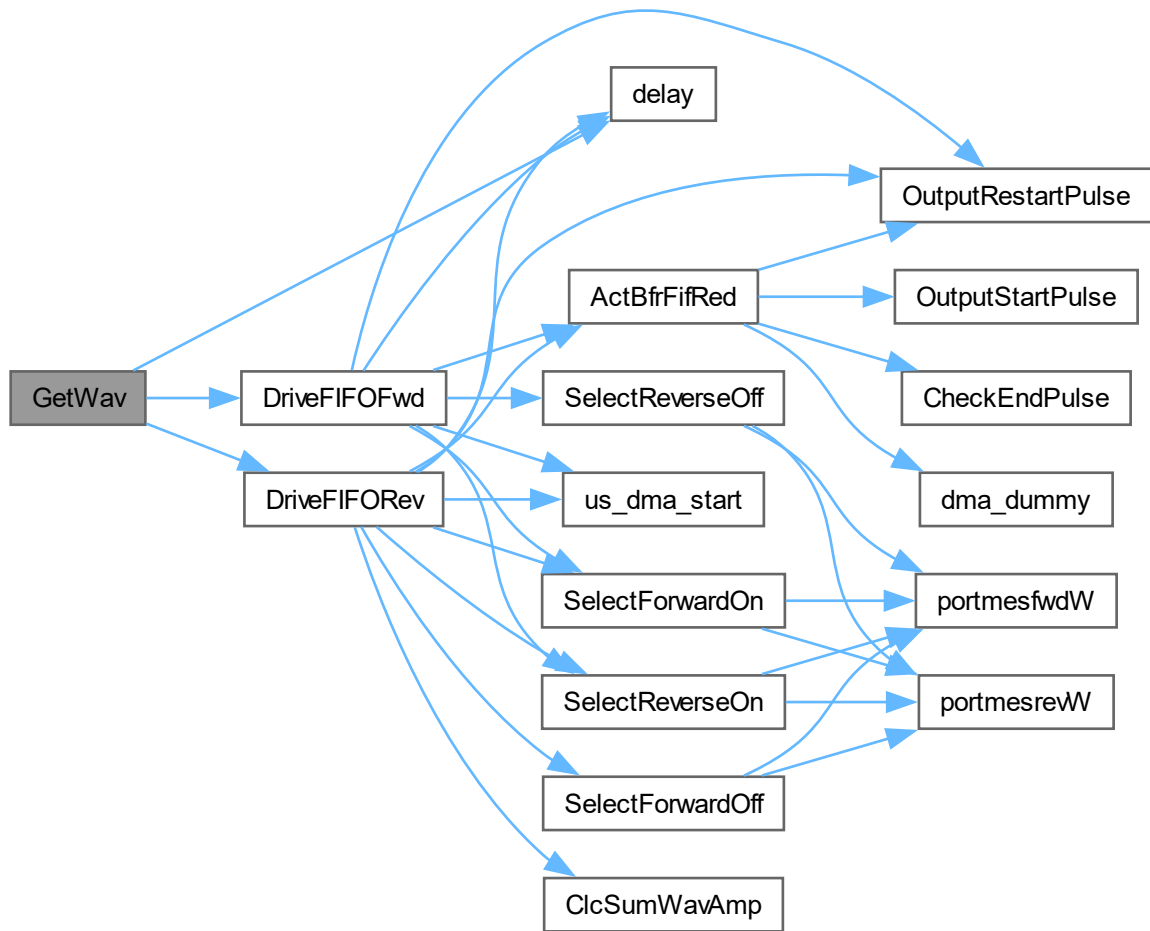 delay
OutputRestartPulse
ActBfrFifRed
OutputStartPulse
GetWav
DriveFIFOFwd
SelectReverseOff
CheckEndPulse
DriveFIFORev
us_dma_start
dma_dummy
SelectForwardOn
portmesfwdW
SelectReverseOn
portmesrevW
SelectForwardOff
ClcSumWavAmp